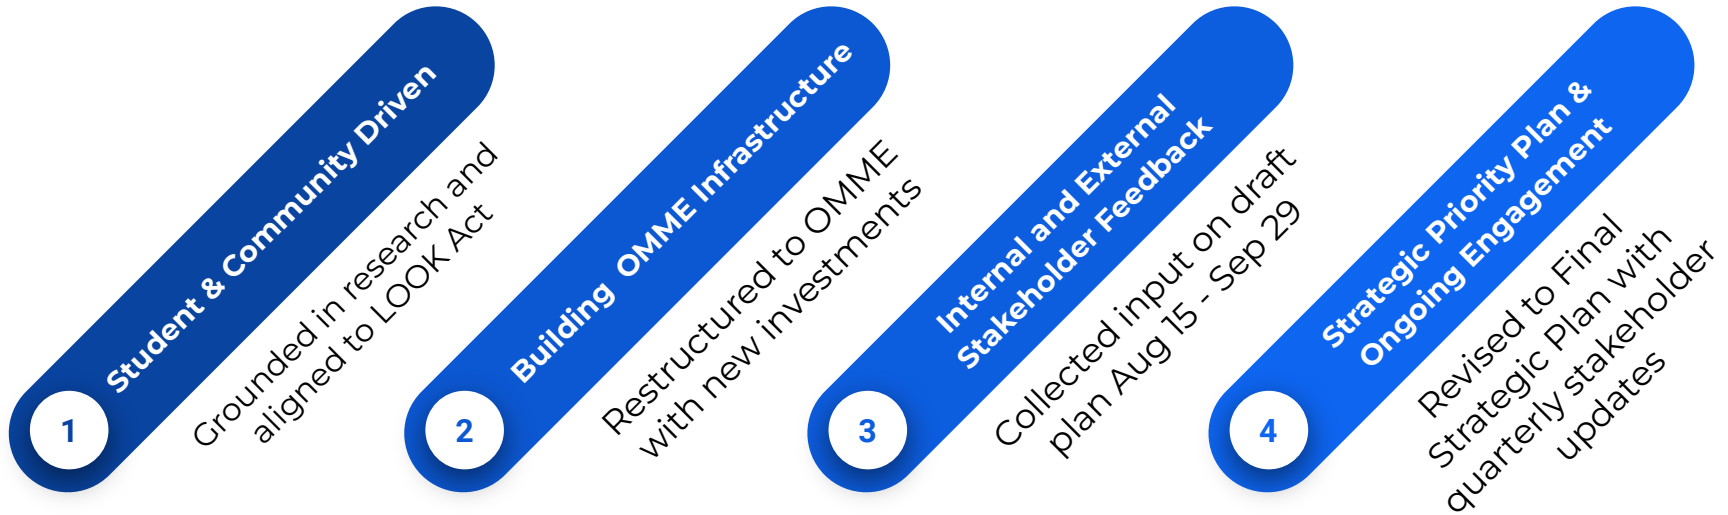 1
Student & Community Driven
Grounded in research and
aligned to LOOK Act
2
Building OMME Infrastructure
Restructured to OMME
with new investments
3
Internal and External
Stakeholder Feedback
Collected input on draft
plan Aug 15 - Sep 29
4
Strategic Priority Plan &
Ongoing Engagement
Revised to Final
Strategic Plan with
quarterly stakeholder
updates